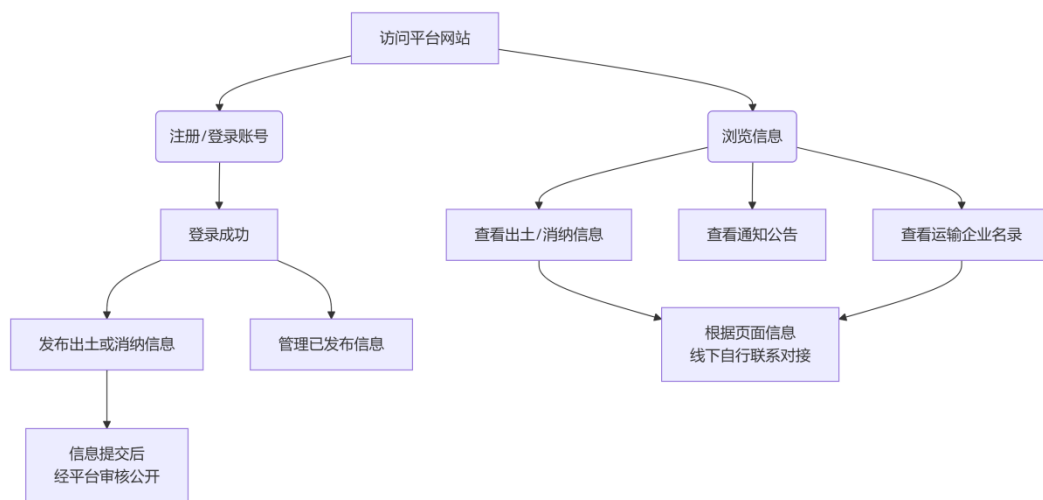 访问平台网站
注册/登录账号
浏览信息
登录成功
查看出土/消纳信息
查看通知公告
查看运输企业名录
发布出土或消纳信息
管理已发布信息
根据页面信息
线下自行联系对接
信息提交后
经平台审核公开